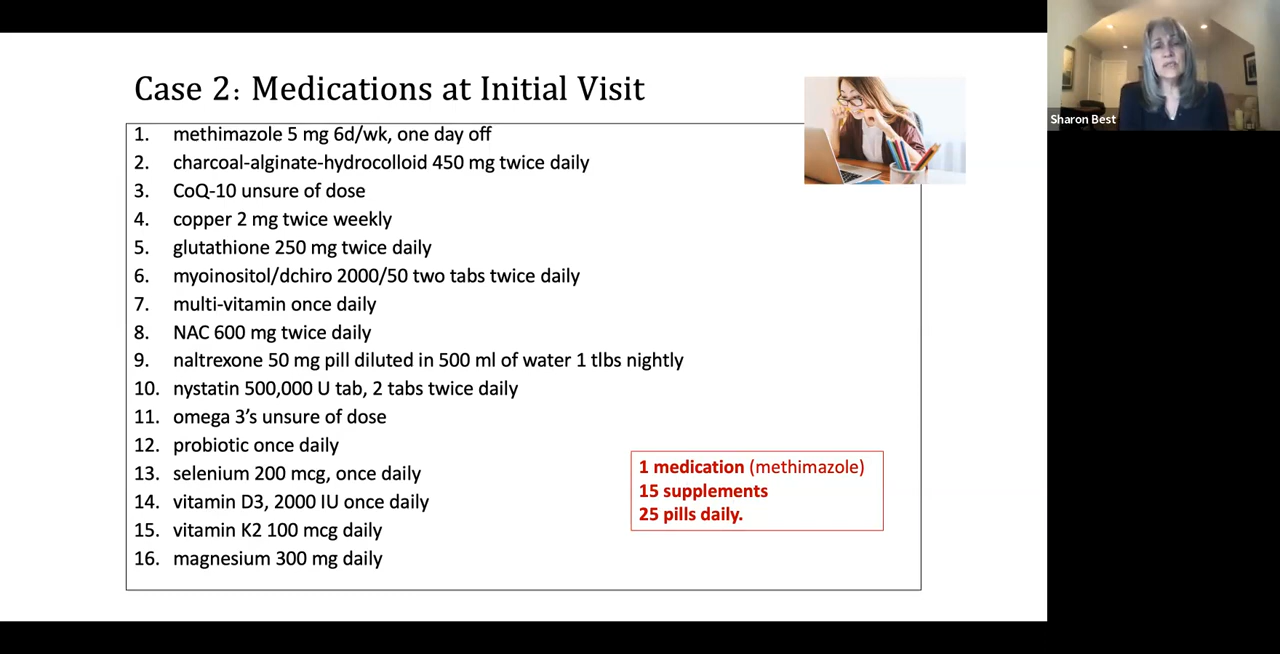 Case 2: Medications at Initial Visit
1. methimazole 5 mg 6d/wk, one day off
2. charcoal-alginate-hydrocolloid 450 mg twice daily
3. CoQ-10 unsure of dose
4. copper 2 mg twice weekly
5. glutathione 250 mg twice daily
6. myoinositol/dchiro 2000/50 two tabs twice daily
7. multi-vitamin once daily
8. NAC 600 mg twice daily
9. naltrexone 50 mg pill diluted in 500 ml of water 1 tlbs nightly
10. nystatin 500,000 U tab, 2 tabs twice daily
11. omega 3’s unsure of dose
12. probiotic once daily
13. selenium 200 mcg, once daily
14. vitamin D3, 2000 IU once daily
15. vitamin K2 100 mcg daily
16. magnesium 300 mg daily
1 medication (methimazole)
15 supplements
25 pills daily.
Sharon Best